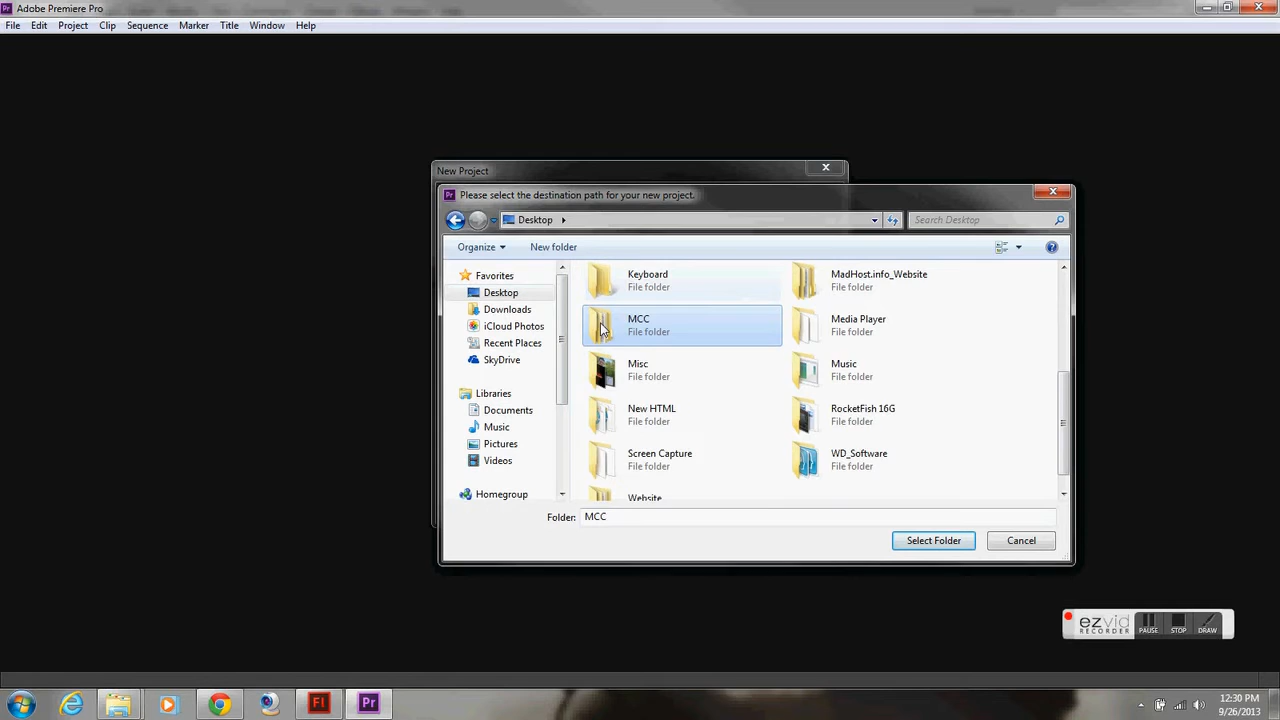 Pr Adobe Premiere Pro
File Edit Project Clip Sequence Marker Title Window Help
New Project
Pr Please select the destination path for your new project.
Desktop
Search Desktop
Organize New folder
Favorites
Desktop
Downloads
iCloud Photos
Recent Places
SkyDrive
Libraries
Documents
Music
Pictures
Videos
Homegroup
Keyboard
File folder
MadHost.info_Website
File folder
MCC
File folder
Media Player
File folder
Misc
File folder
Music
File folder
New HTML
File folder
RocketFish 16G
File folder
Screen Capture
File folder
WD_Software
File folder
Website
Folder: MCC
Select Folder Cancel
ezvid
RECORDER
PAUSE STOP DRAW
Fl Pr
12:30 PM
9/26/2013